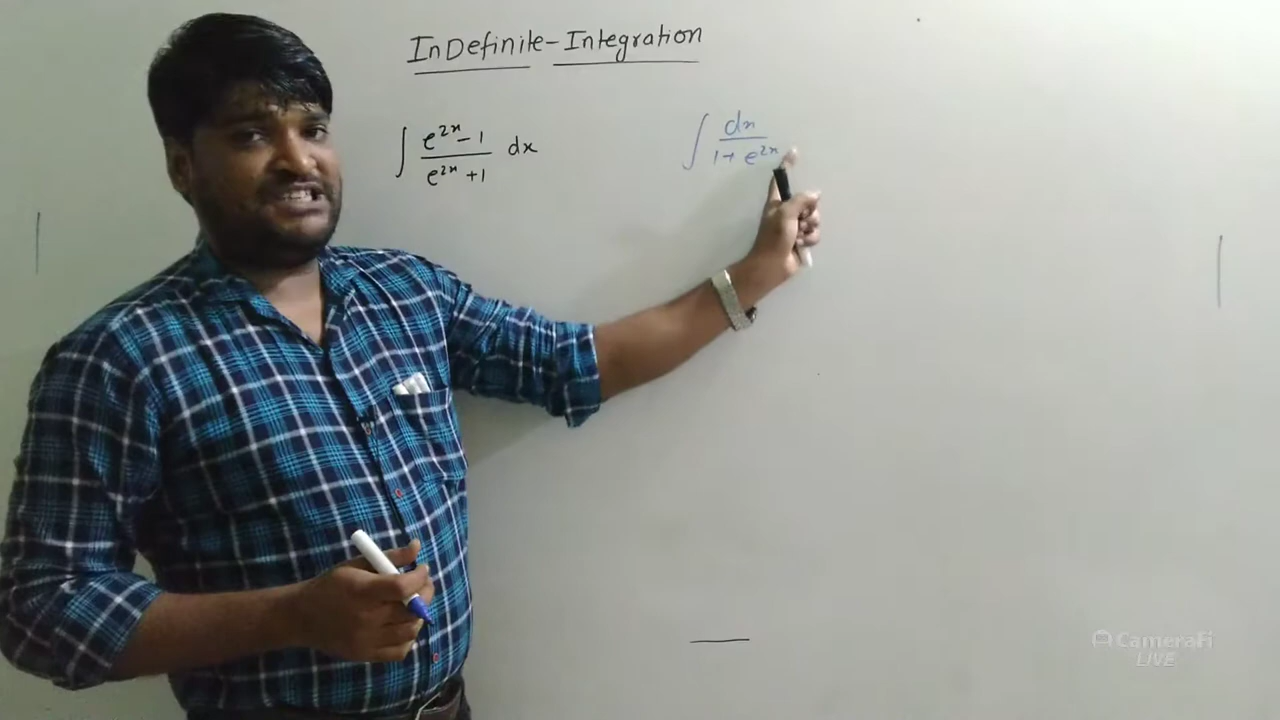 InDefinite-Integration
∫ e^{2x} - 1 / e^{2x} + 1 dx
∫ dx / 1 + e^{2x}
CameraFi
LIVE